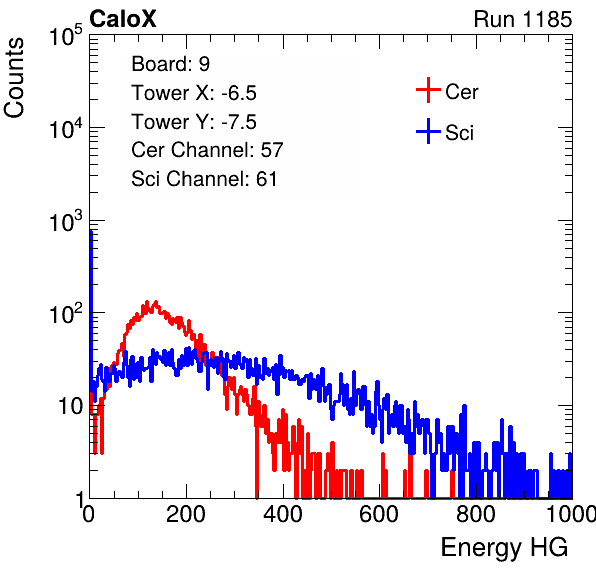 CaloX Run 1185
Counts
Board: 9
Tower X: -6.5
Tower Y: -7.5
Cer Channel: 57
Sci Channel: 61
Cer
Sci
10^5
10^4
10^3
10^2
10
1
0 200 400 600 800 1000
Energy HG